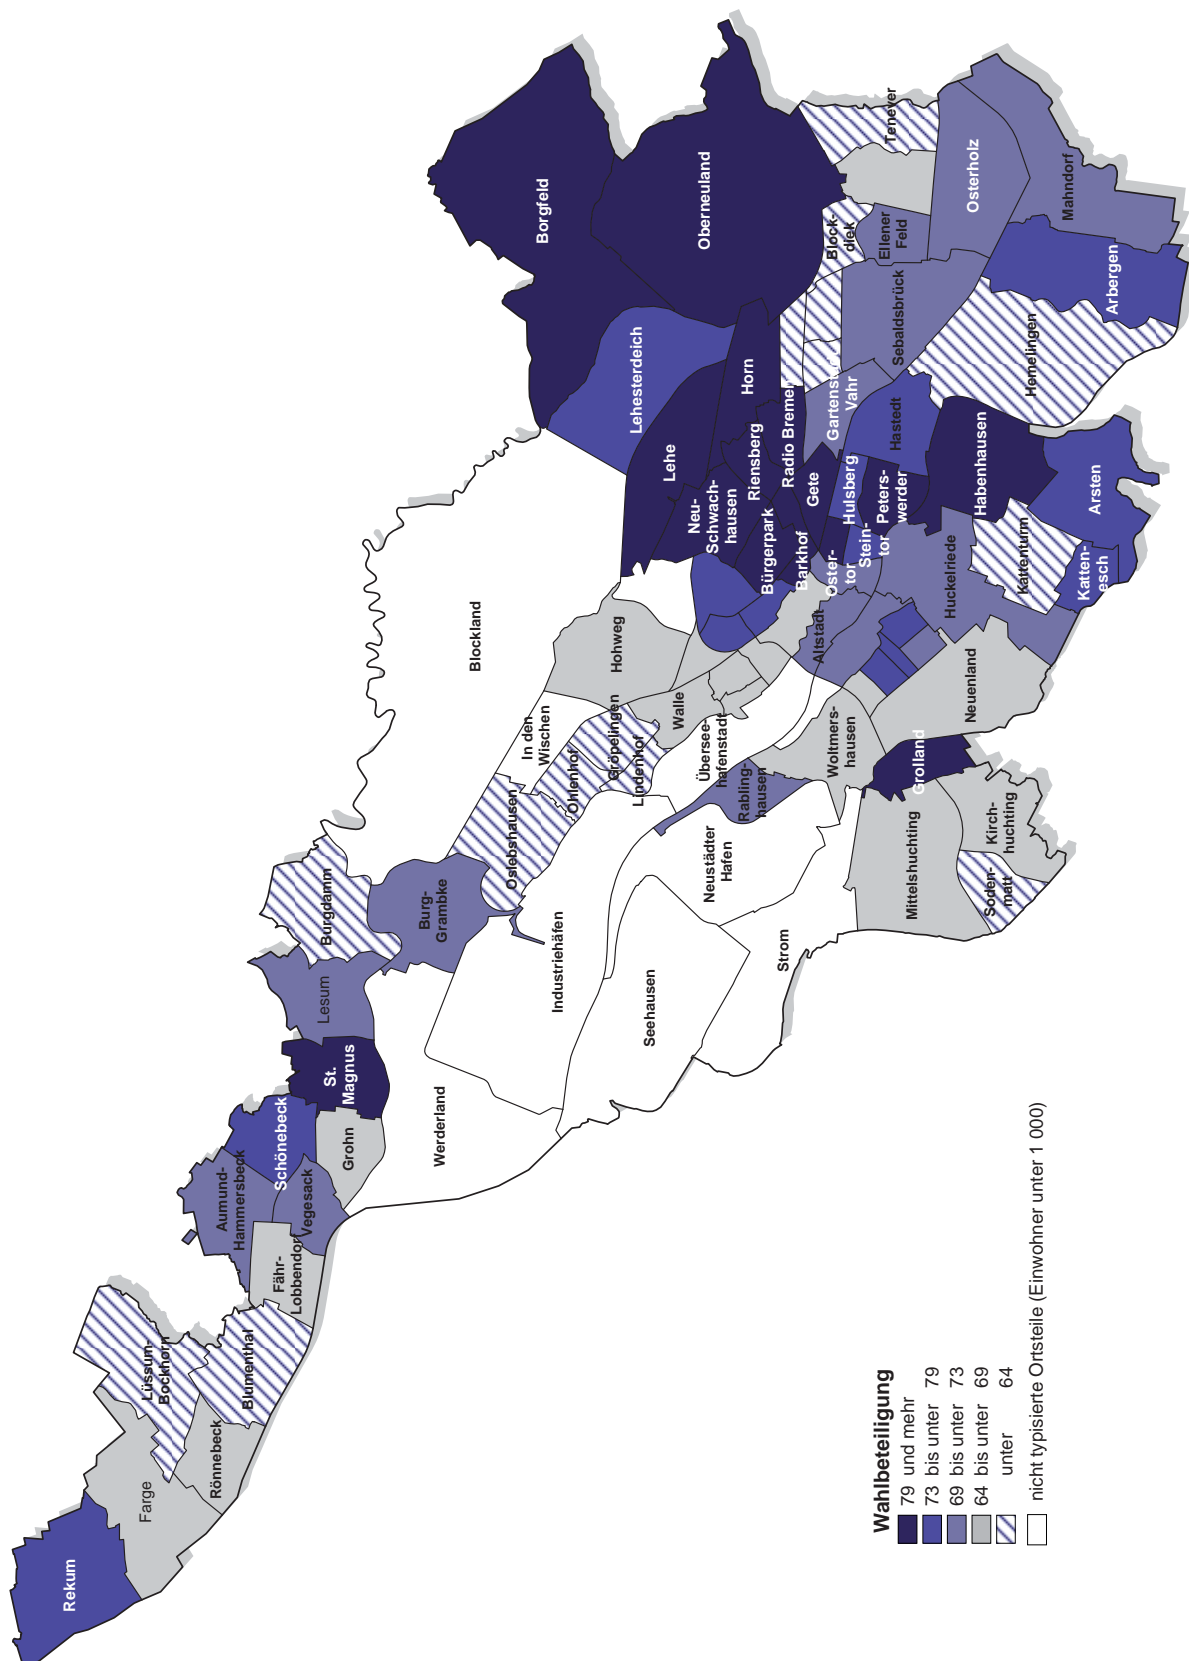 Rekum
Farge
Rönnebeck
Lüssum-
Bockhorn
Blumenthal
Fähr-
Lobbendorf
Aumund-
Hammersbeck
Vegesack
Schönebeck
Grohn
St.
Magnus
Lesum
Burgdamm
Burg-
Grambke
Werderland
Industriehäfen
Seehausen
Strom
Neustädter
Hafen
Oslebshausen
Ohlenhof
Gröpelingen
Lindenhof
In den
Wischen
Blockland
Hohweg
Walle
Übersee-
hafenstadt
Rabling-
hausen
Woltmers-
hausen
Grolland
Mittelshuchting
Soden-
matt
Kirch-
huchting
Neuenland
Altstadt
Huckelriede
Kattenturm
Katten-
esch
Arsten
Habenhausen
Oster-
tor
Stein-
tor
Peters-
werder
Hulsberg
Hastedt
Barkhof
Bürgerpark
Gete
Neu-
Schwach-
hausen
Riensberg
Radio Bremen
Lehe
Horn
Lehesterdeich
Borgfeld
Oberneuland
Gartenstadt
Vahr
Sebaldsbrück
Hemelingen
Arbergen
Mahndorf
Osterholz
Ellener
Feld
Block-
diek
Tenever
Wahlbeteiligung
79 und mehr
73 bis unter 79
69 bis unter 73
64 bis unter 69
unter 64
nicht typisierte Ortsteile (Einwohner unter 1 000)